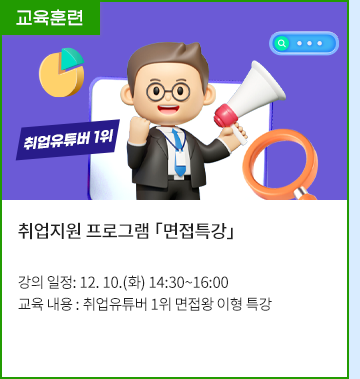 교육훈련
취업유튜버 1위
취업지원 프로그램 「면접특강」
강의 일정: 12. 10.(화) 14:30~16:00
교육 내용 : 취업유튜버 1위 면접왕 이형 특강